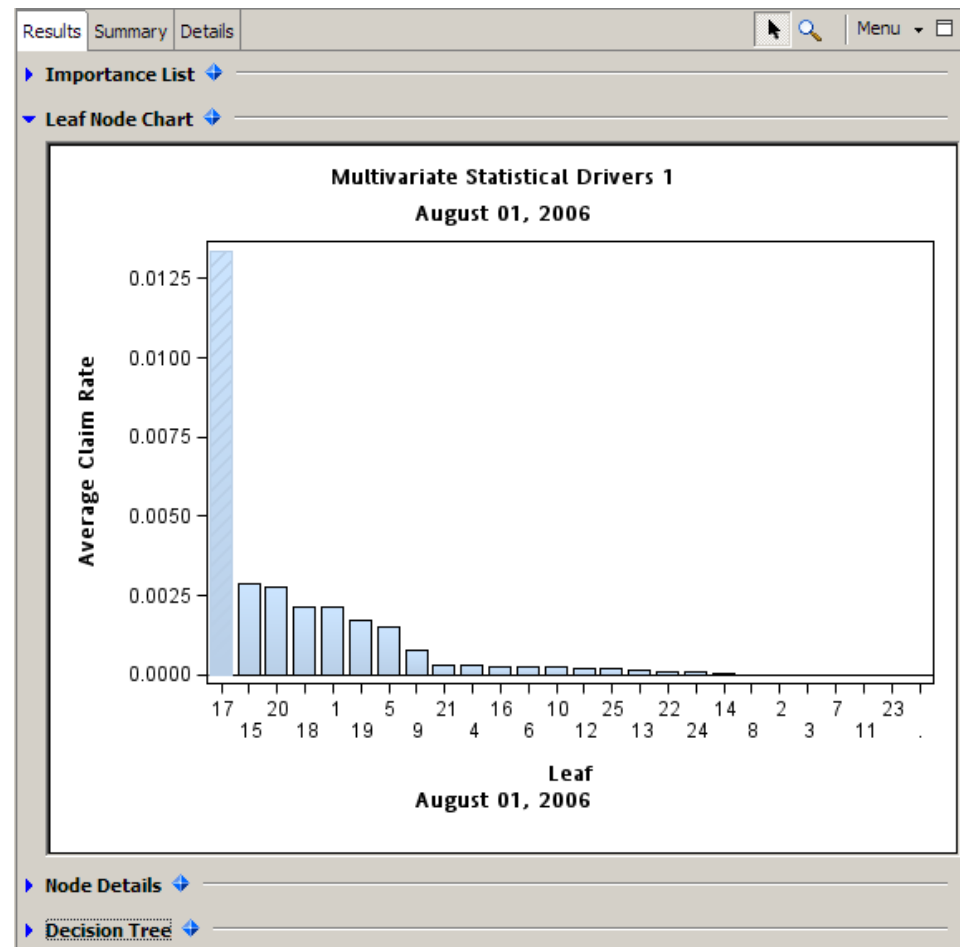 Results Summary Details Menu
Importance List
Leaf Node Chart
Multivariate Statistical Drivers 1
August 01, 2006
Average Claim Rate
0.0125
0.0100
0.0075
0.0050
0.0025
0.0000
17 20 1 5 21 16 10 25 22 14 2 7 23
15 18 19 9 4 6 12 13 24 8 3 11 .
Leaf
August 01, 2006
Node Details
Decision Tree